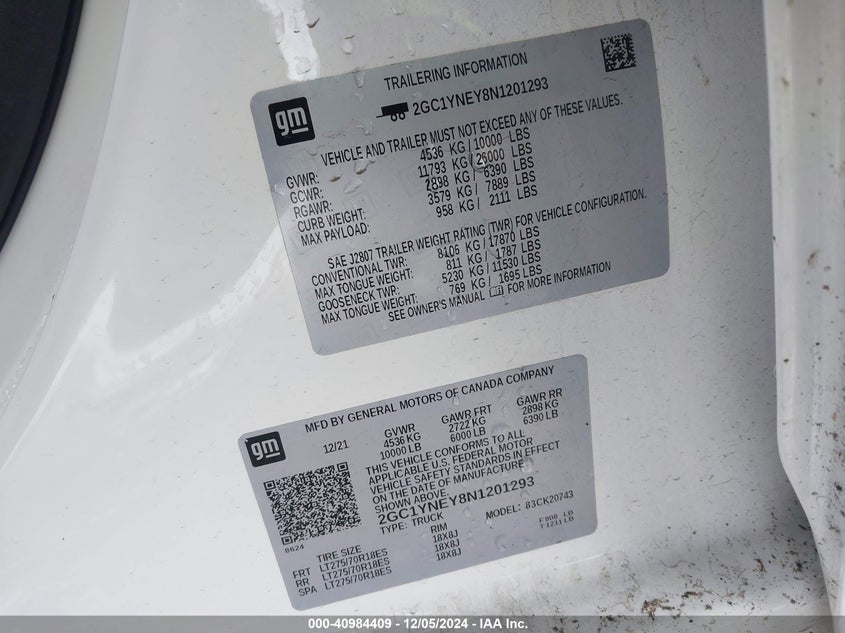 gm
TRAILERING INFORMATION
2GC1YNEY8N1201293
VEHICLE AND TRAILER MUST NOT EXCEED ANY OF THESE VALUES.
GVWR: 4536 KG / 10000 LBS
GCWR: 11793 KG / 26000 LBS
RGAWR: 2898 KG / 6390 LBS
CURB WEIGHT: 3579 KG / 7889 LBS
MAX PAYLOAD: 958 KG / 2111 LBS
SAE J2807 TRAILER WEIGHT RATING (TWR) FOR VEHICLE CONFIGURATION.
CONVENTIONAL TWR: 8106 KG / 17870 LBS
MAX TONGUE WEIGHT: 811 KG / 1787 LBS
GOOSENECK TWR: 5230 KG / 11530 LBS
MAX TONGUE WEIGHT: 769 KG / 1695 LBS
SEE OWNER'S MANUAL FOR MORE INFORMATION
gm
MFD BY GENERAL MOTORS OF CANADA COMPANY
12/21 GVWR GAWR FRT GAWR RR
4536 KG 2722 KG 2898 KG
10000 LB 6000 LB 6390 LB
THIS VEHICLE CONFORMS TO ALL
APPLICABLE U.S. FEDERAL MOTOR
VEHICLE SAFETY STANDARDS IN EFFECT
ON THE DATE OF MANUFACTURE
SHOWN ABOVE.
2GC1YNEY8N1201293
TYPE: TRUCK MODEL: 83CK20743
8624
TIRE SIZE RIM F808 LB
FRT LT275/70R18ES 18X8J T1211LB
RR LT275/70R18ES 18X8J
SPA LT275/70R18ES 18X8J
000-40984409 - 12/05/2024 - IAA Inc.